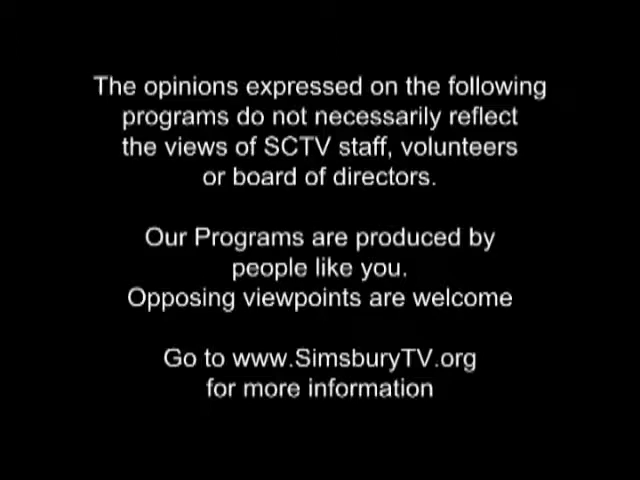 The opinions expressed on the following
programs do not necessarily reflect
the views of SCTV staff, volunteers
or board of directors.
Our Programs are produced by
people like you.
Opposing viewpoints are welcome
Go to www.SimsburyTV.org
for more information